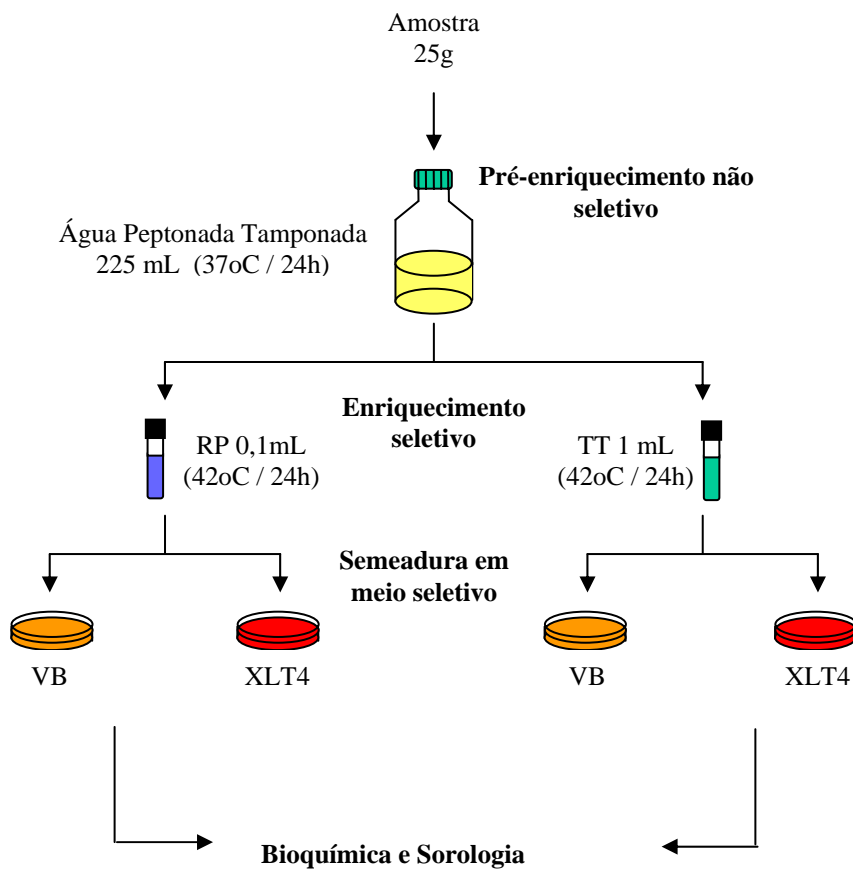 Amostra
25g
Pré-enriquecimento não
seletivo
Água Peptonada Tamponada
225 mL (37oC / 24h)
Enriquecimento
seletivo
RP 0,1mL
(42oC / 24h)
TT 1 mL
(42oC / 24h)
Semeadura em
meio seletivo
VB
XLT4
VB
XLT4
Bioquímica e Sorologia